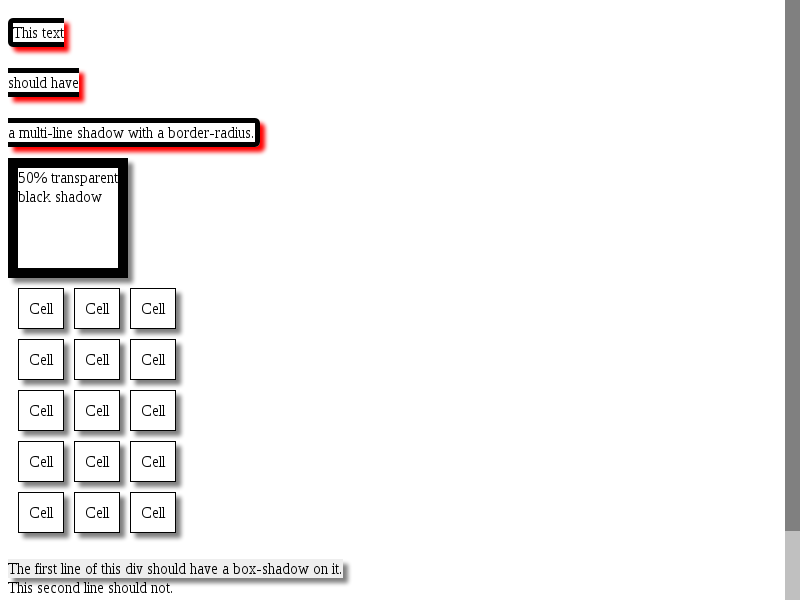 This text
should have
a multi-line shadow with a border-radius.
50% transparent
black shadow
Cell Cell Cell
Cell Cell Cell
Cell Cell Cell
Cell Cell Cell
Cell Cell Cell
The first line of this div should have a box-shadow on it.
This second line should not.